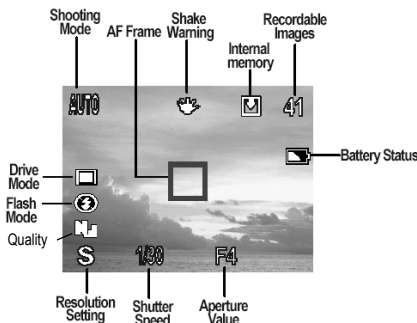 Shooting
Mode
AF Frame
Shake
Warning
Internal
memory
Recordable
Images
AUTO
41
Battery Status
Drive
Mode
Flash
Mode
Quality
N
S
1/30
F4
Resolution
Setting
Shutter
Speed
Aperture
Value